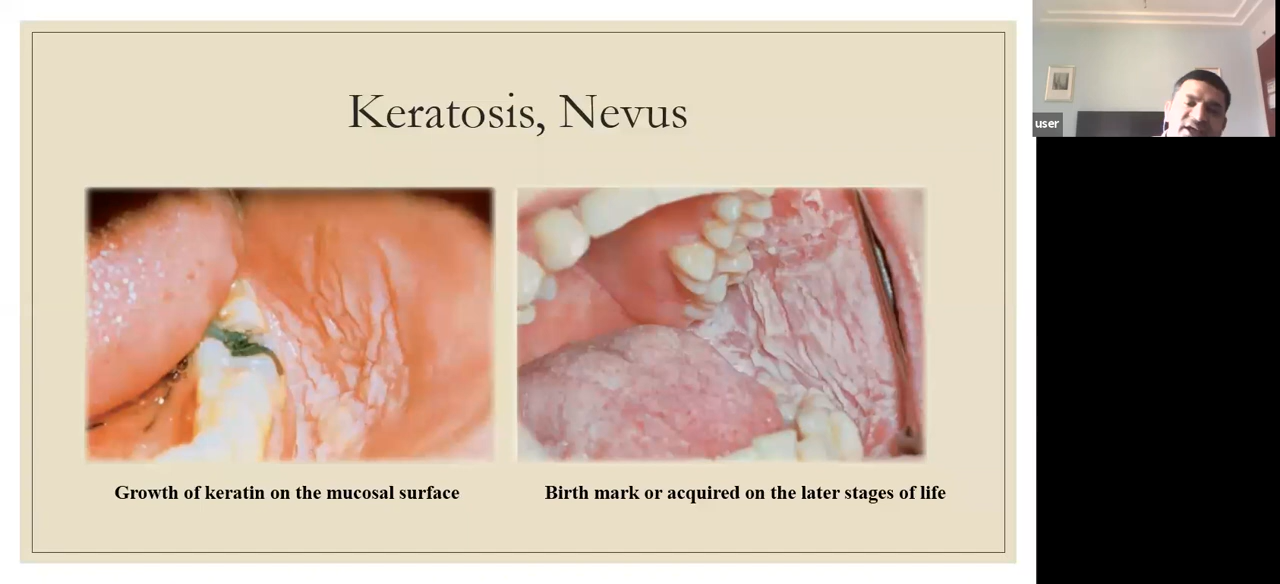 Keratosis, Nevus
Growth of keratin on the mucosal surface
Birth mark or acquired on the later stages of life
user